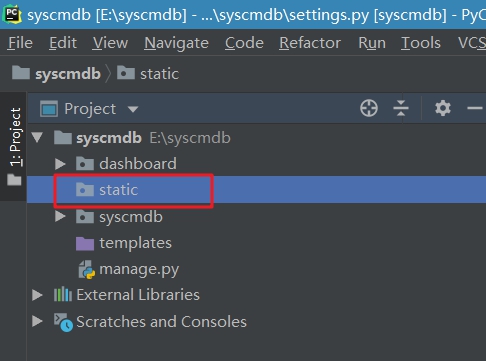 PC syscmdb [E:\syscmdb] - ...\syscmdb\settings.py [syscmdb] - PyC
File Edit View Navigate Code Refactor Run Tools VCS
syscmdb static
1: Project
Project
syscmdb E:\syscmdb
dashboard
static
syscmdb
templates
manage.py
External Libraries
Scratches and Consoles